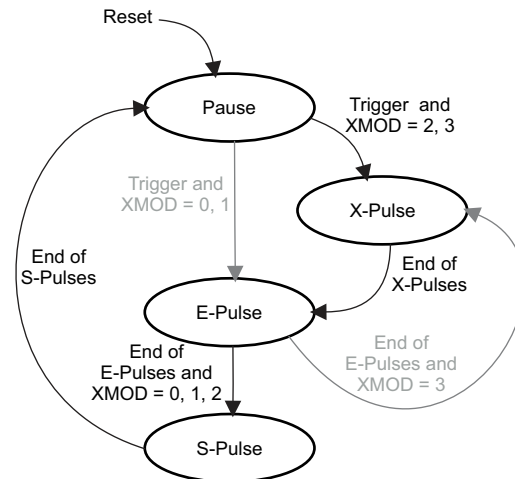 Reset
Pause
Trigger and
XMOD = 2, 3
Trigger and
XMOD = 0, 1
X-Pulse
End of
S-Pulses
End of
X-Pulses
E-Pulse
End of
E-Pulses and
XMOD = 0, 1, 2
End of
E-Pulses and
XMOD = 3
S-Pulse